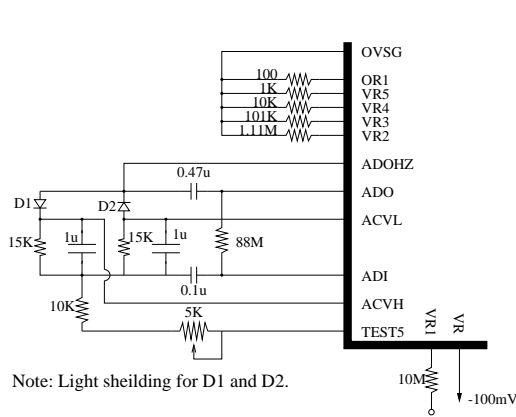 OVSG
100 OR1
1K VR5
10K VR4
101K VR3
1.11M VR2
ADOHZ
0.47u
D1 D2 ADO
ACVL
15K 1u 15K 1u 88M
ADI
0.1u
10K ACVH
5K
TEST5
VR1 VR
10M
-100mV
Note: Light sheilding for D1 and D2.